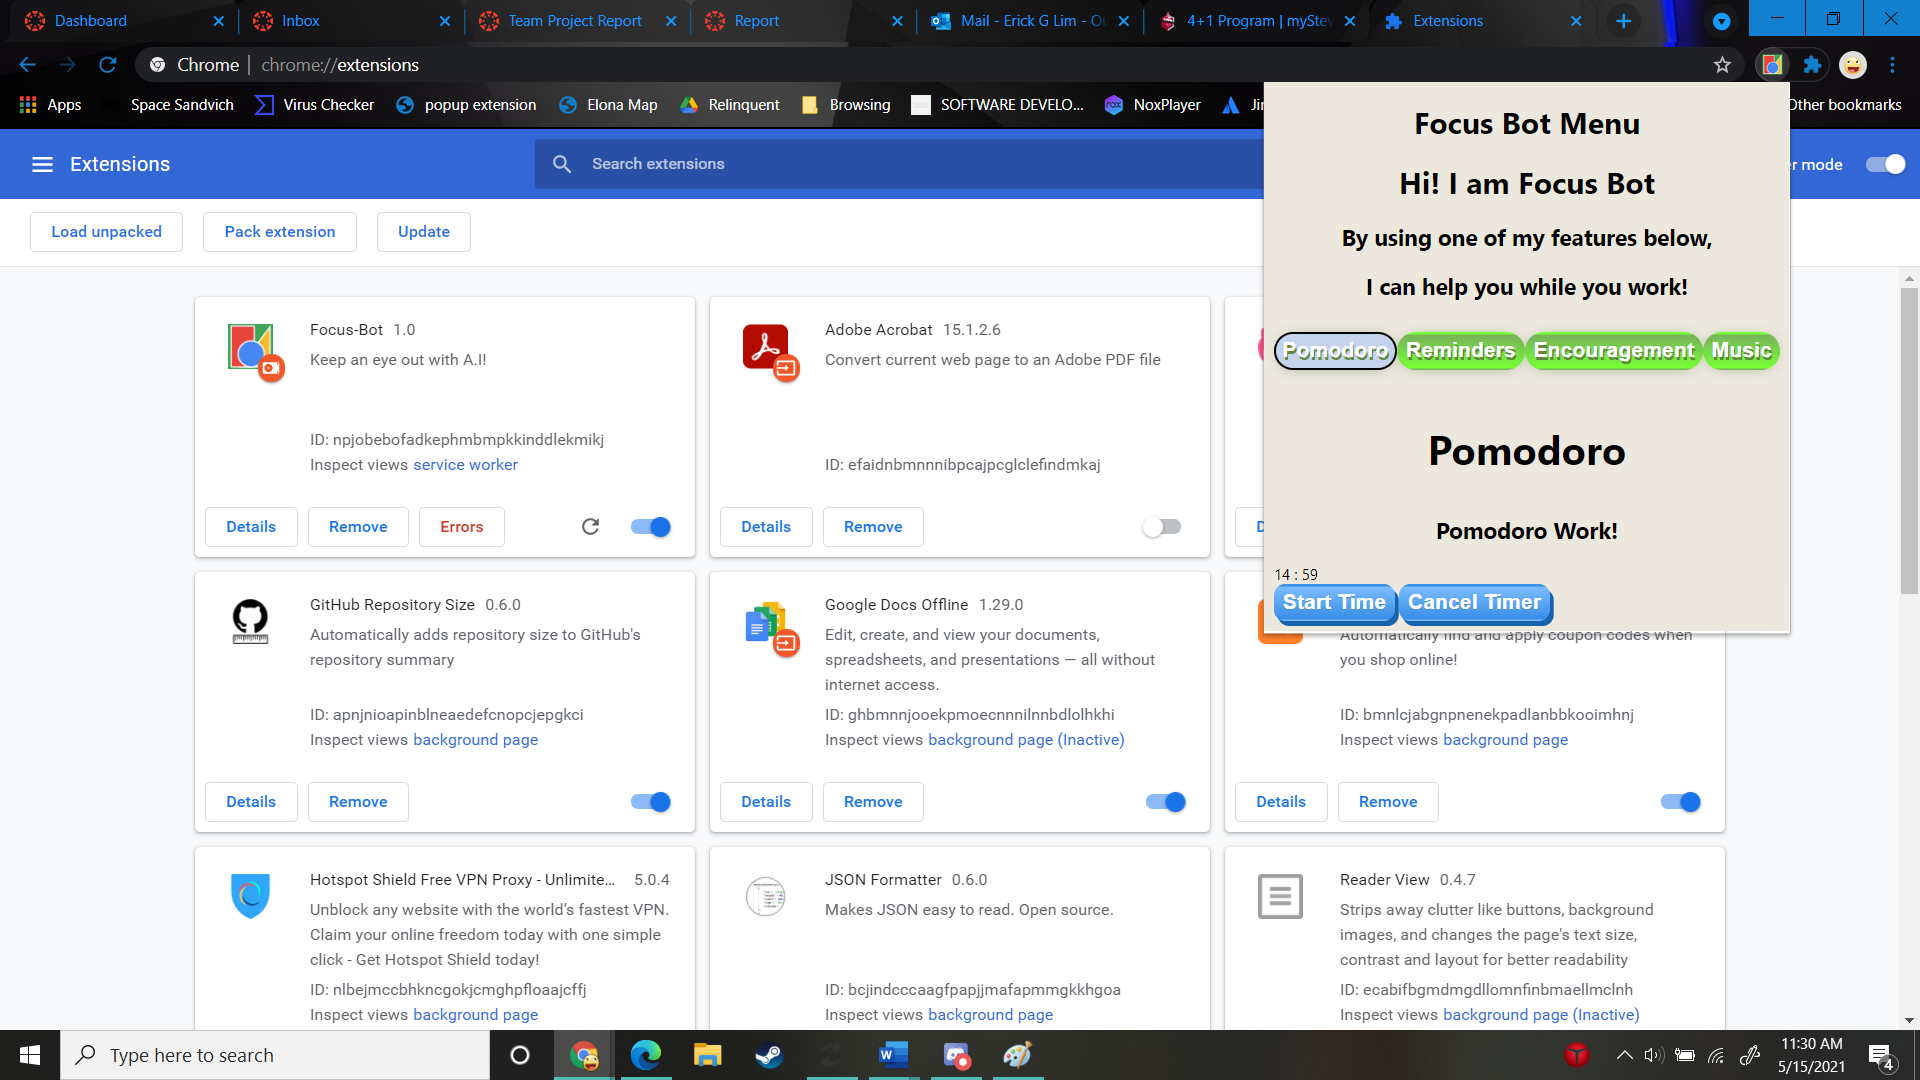 Dashboard
Inbox
Team Project Report
Report
Mail - Erick G Lim - Ou
4+1 Program | mySte
Extensions
Chrome
chrome://extensions
Apps
Space Sandvich
Virus Checker
popup extension
Elona Map
Relinquent
Browsing
SOFTWARE DEVELO...
NoxPlayer
Other bookmarks
Extensions
Search extensions
mode
Load unpacked
Pack extension
Update
Focus Bot Menu
Hi! I am Focus Bot
By using one of my features below,
I can help you while you work!
Pomodoro
Reminders
Encouragement
Music
Pomodoro
Pomodoro Work!
14 : 59
Start Time
Cancel Timer
Focus-Bot 1.0
Keep an eye out with A.I!
ID: npjobebofadkephmbmpkkinddlekmikj
Inspect views service worker
Details
Remove
Errors
Adobe Acrobat 15.1.2.6
Convert current web page to an Adobe PDF file
ID: efaidnbmnnnibpcajpcglclefindmkaj
Details
Remove
GitHub Repository Size 0.6.0
Automatically adds repository size to GitHub's
repository summary
ID: apnjnioapinblneaedefcnopcjepgkci
Inspect views background page
Details
Remove
Google Docs Offline 1.29.0
Edit, create, and view your documents,
spreadsheets, and presentations — all without
internet access.
ID: ghbmnnjooekpmoecnnnilnnbdlolhkhi
Inspect views background page (Inactive)
Details
Remove
Automatically find and apply coupon codes when
you shop online!
ID: bmnlcjabgnpnenekpadlanbbkooimhnj
Inspect views background page
Details
Remove
Hotspot Shield Free VPN Proxy - Unlimite... 5.0.4
Unblock any website with the world's fastest VPN.
Claim your online freedom today with one simple
click - Get Hotspot Shield today!
ID: nlbejmccbhkncgokjcmghpfloaajcffj
Inspect views background page
JSON Formatter 0.6.0
Makes JSON easy to read. Open source.
ID: bcjindcccaagfpapjjmafapmmgkkhgoa
Inspect views background page
Reader View 0.4.7
Strips away clutter like buttons, background
images, and changes the page's text size,
contrast and layout for better readability
ID: ecabifbgmdmgdllomnfinbmaellmclnh
Inspect views background page (Inactive)
Type here to search
11:30 AM
5/15/2021
4